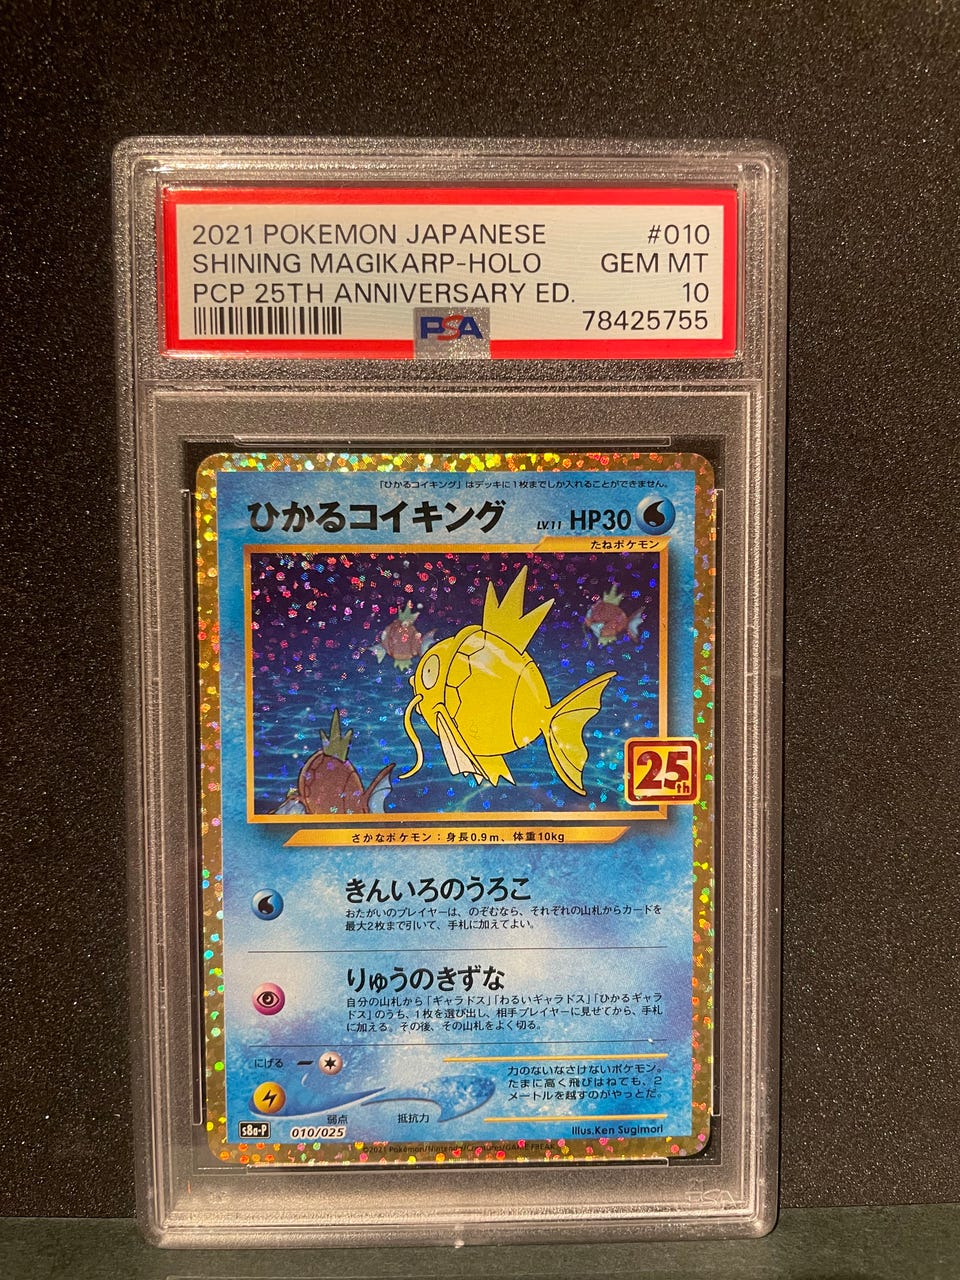 2021 POKEMON JAPANESE #010
SHINING MAGIKARP-HOLO GEM MT
PCP 25TH ANNIVERSARY ED. 10
PSA 78425755
「ひかるコイキング」はデッキに1枚までしか入れることができません。
ひかるコイキング LV.11 HP30
たねポケモン
25th
さかなポケモン：身長0.9m、体重10kg
きんいろのうろこ
おたがいのプレイヤーは、のぞむなら、それぞれの山札からカードを
最大2枚まで引いて、手札に加えてよい。
りゅうのきずな
自分の山札から「ギャラドス」「わるいギャラドス」「ひかるギャラ
ドス」のうち、1枚を選び出し、相手プレイヤーに見せてから、手札
に加える。その後、その山札をよく切る。
にげる
力のないなさけないポケモン。
たまに高く飛びはねても、2
メートルを越すのがやっとだ。
弱点 抵抗力
s8a-P 010/025
Illus.Ken Sugimori
©2021 Pokémon/Nintendo/Creatures/GAME FREAK
PSA